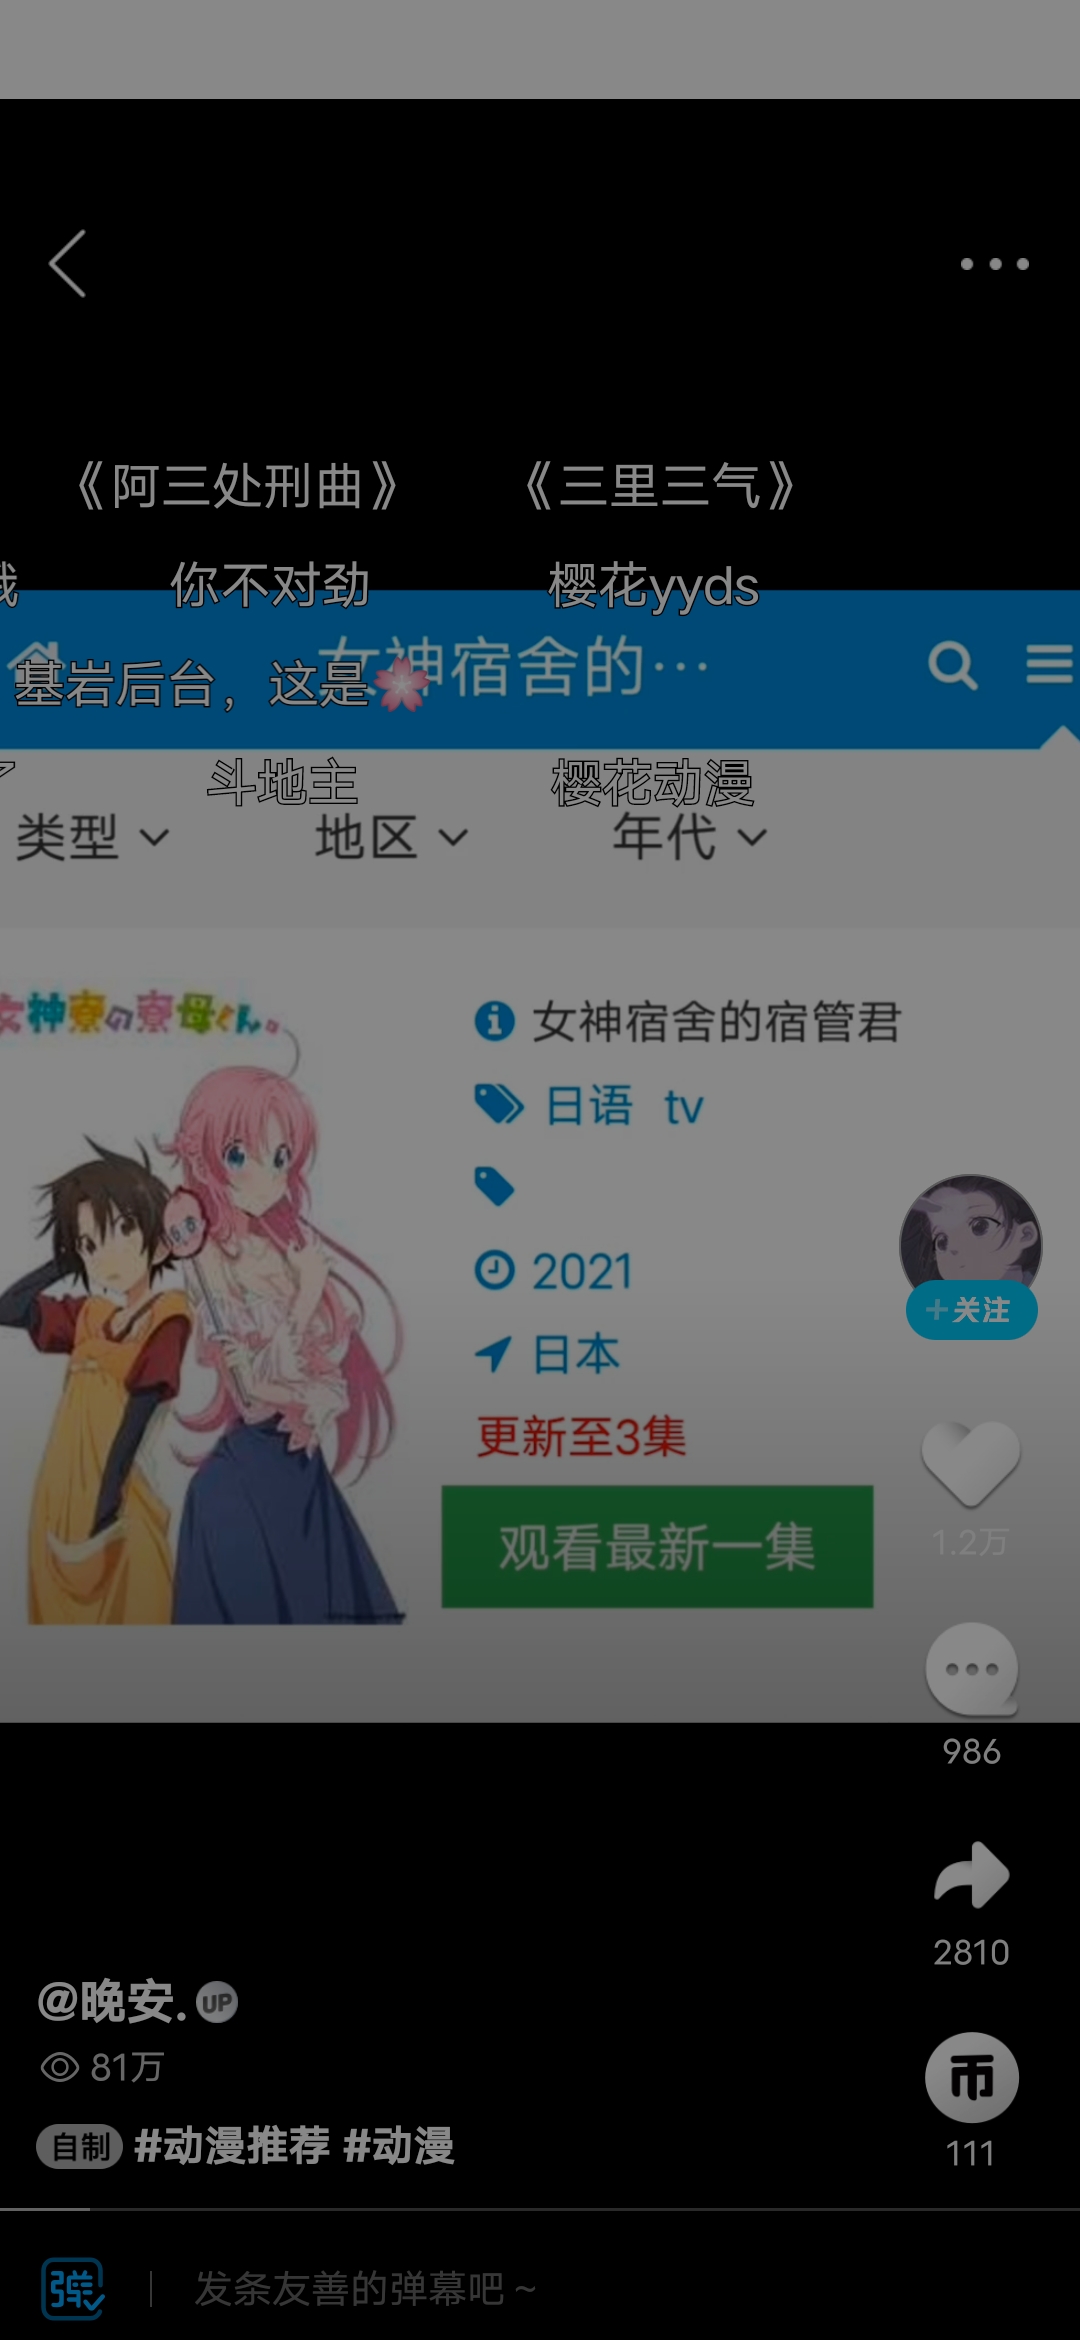 《阿三处刑曲》 《三里三气》
你不对劲 樱花yyds
女神宿舍的…
基岩后台，这是🌸
斗地主 樱花动漫
类型 地区 年代
女神寮の寮母くん。
女神宿舍的宿管君
日语 tv
2021
+关注
日本
更新至3集
观看最新一集
1.2万
986
2810
@晚安. UP
81万
自制 #动漫推荐 #动漫
币
111
弹 发条友善的弹幕吧 ~